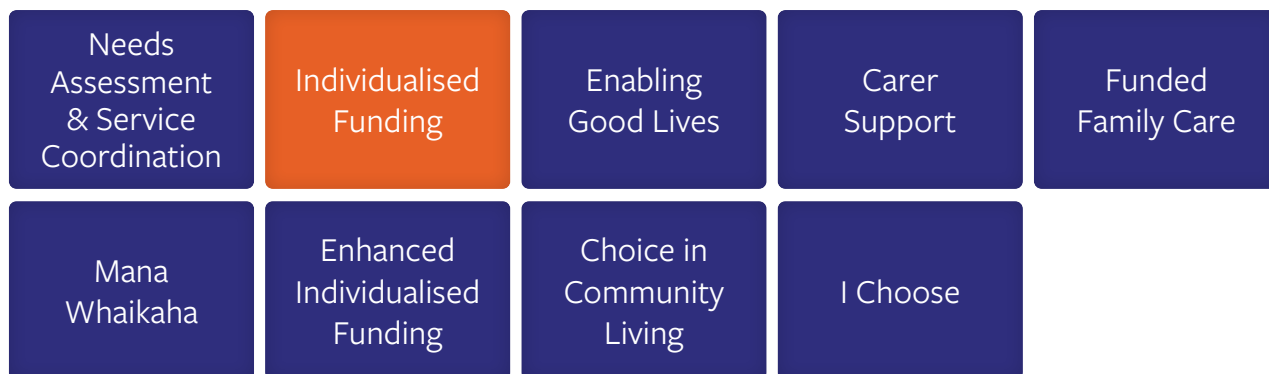 Needs
Assessment
& Service
Coordination
Individualised
Funding
Enabling
Good Lives
Carer
Support
Funded
Family Care
Mana
Whaikaha
Enhanced
Individualised
Funding
Choice in
Community
Living
I Choose